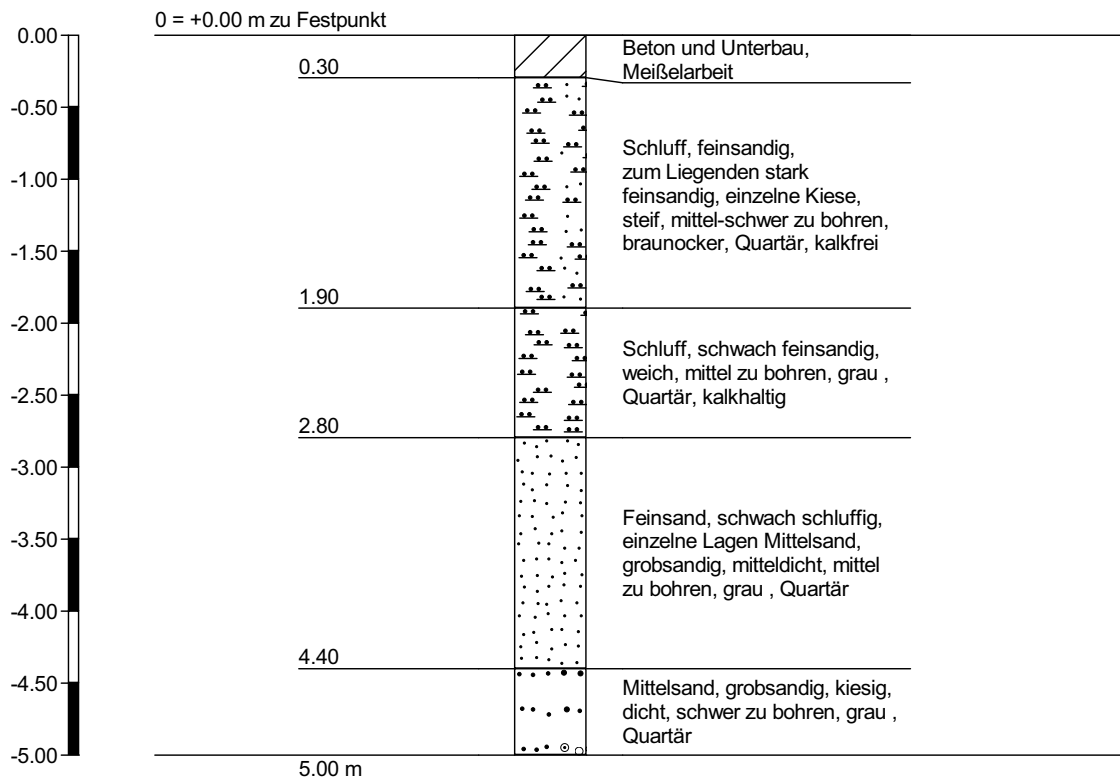 0 = +0.00 m zu Festpunkt
0.00
Beton und Unterbau,
Meißelarbeit
0.30
-0.50
Schluff, feinsandig,
zum Liegenden stark
feinsandig, einzelne Kiese,
steif, mittel-schwer zu bohren,
braunocker, Quartär, kalkfrei
-1.00
-1.50
1.90
-2.00
Schluff, schwach feinsandig,
weich, mittel zu bohren, grau ,
Quartär, kalkhaltig
-2.50
2.80
-3.00
Feinsand, schwach schluffig,
einzelne Lagen Mittelsand,
grobsandig, mitteldicht, mittel
zu bohren, grau , Quartär
-3.50
-4.00
4.40
-4.50
Mittelsand, grobsandig, kiesig,
dicht, schwer zu bohren, grau ,
Quartär
-5.00
5.00 m